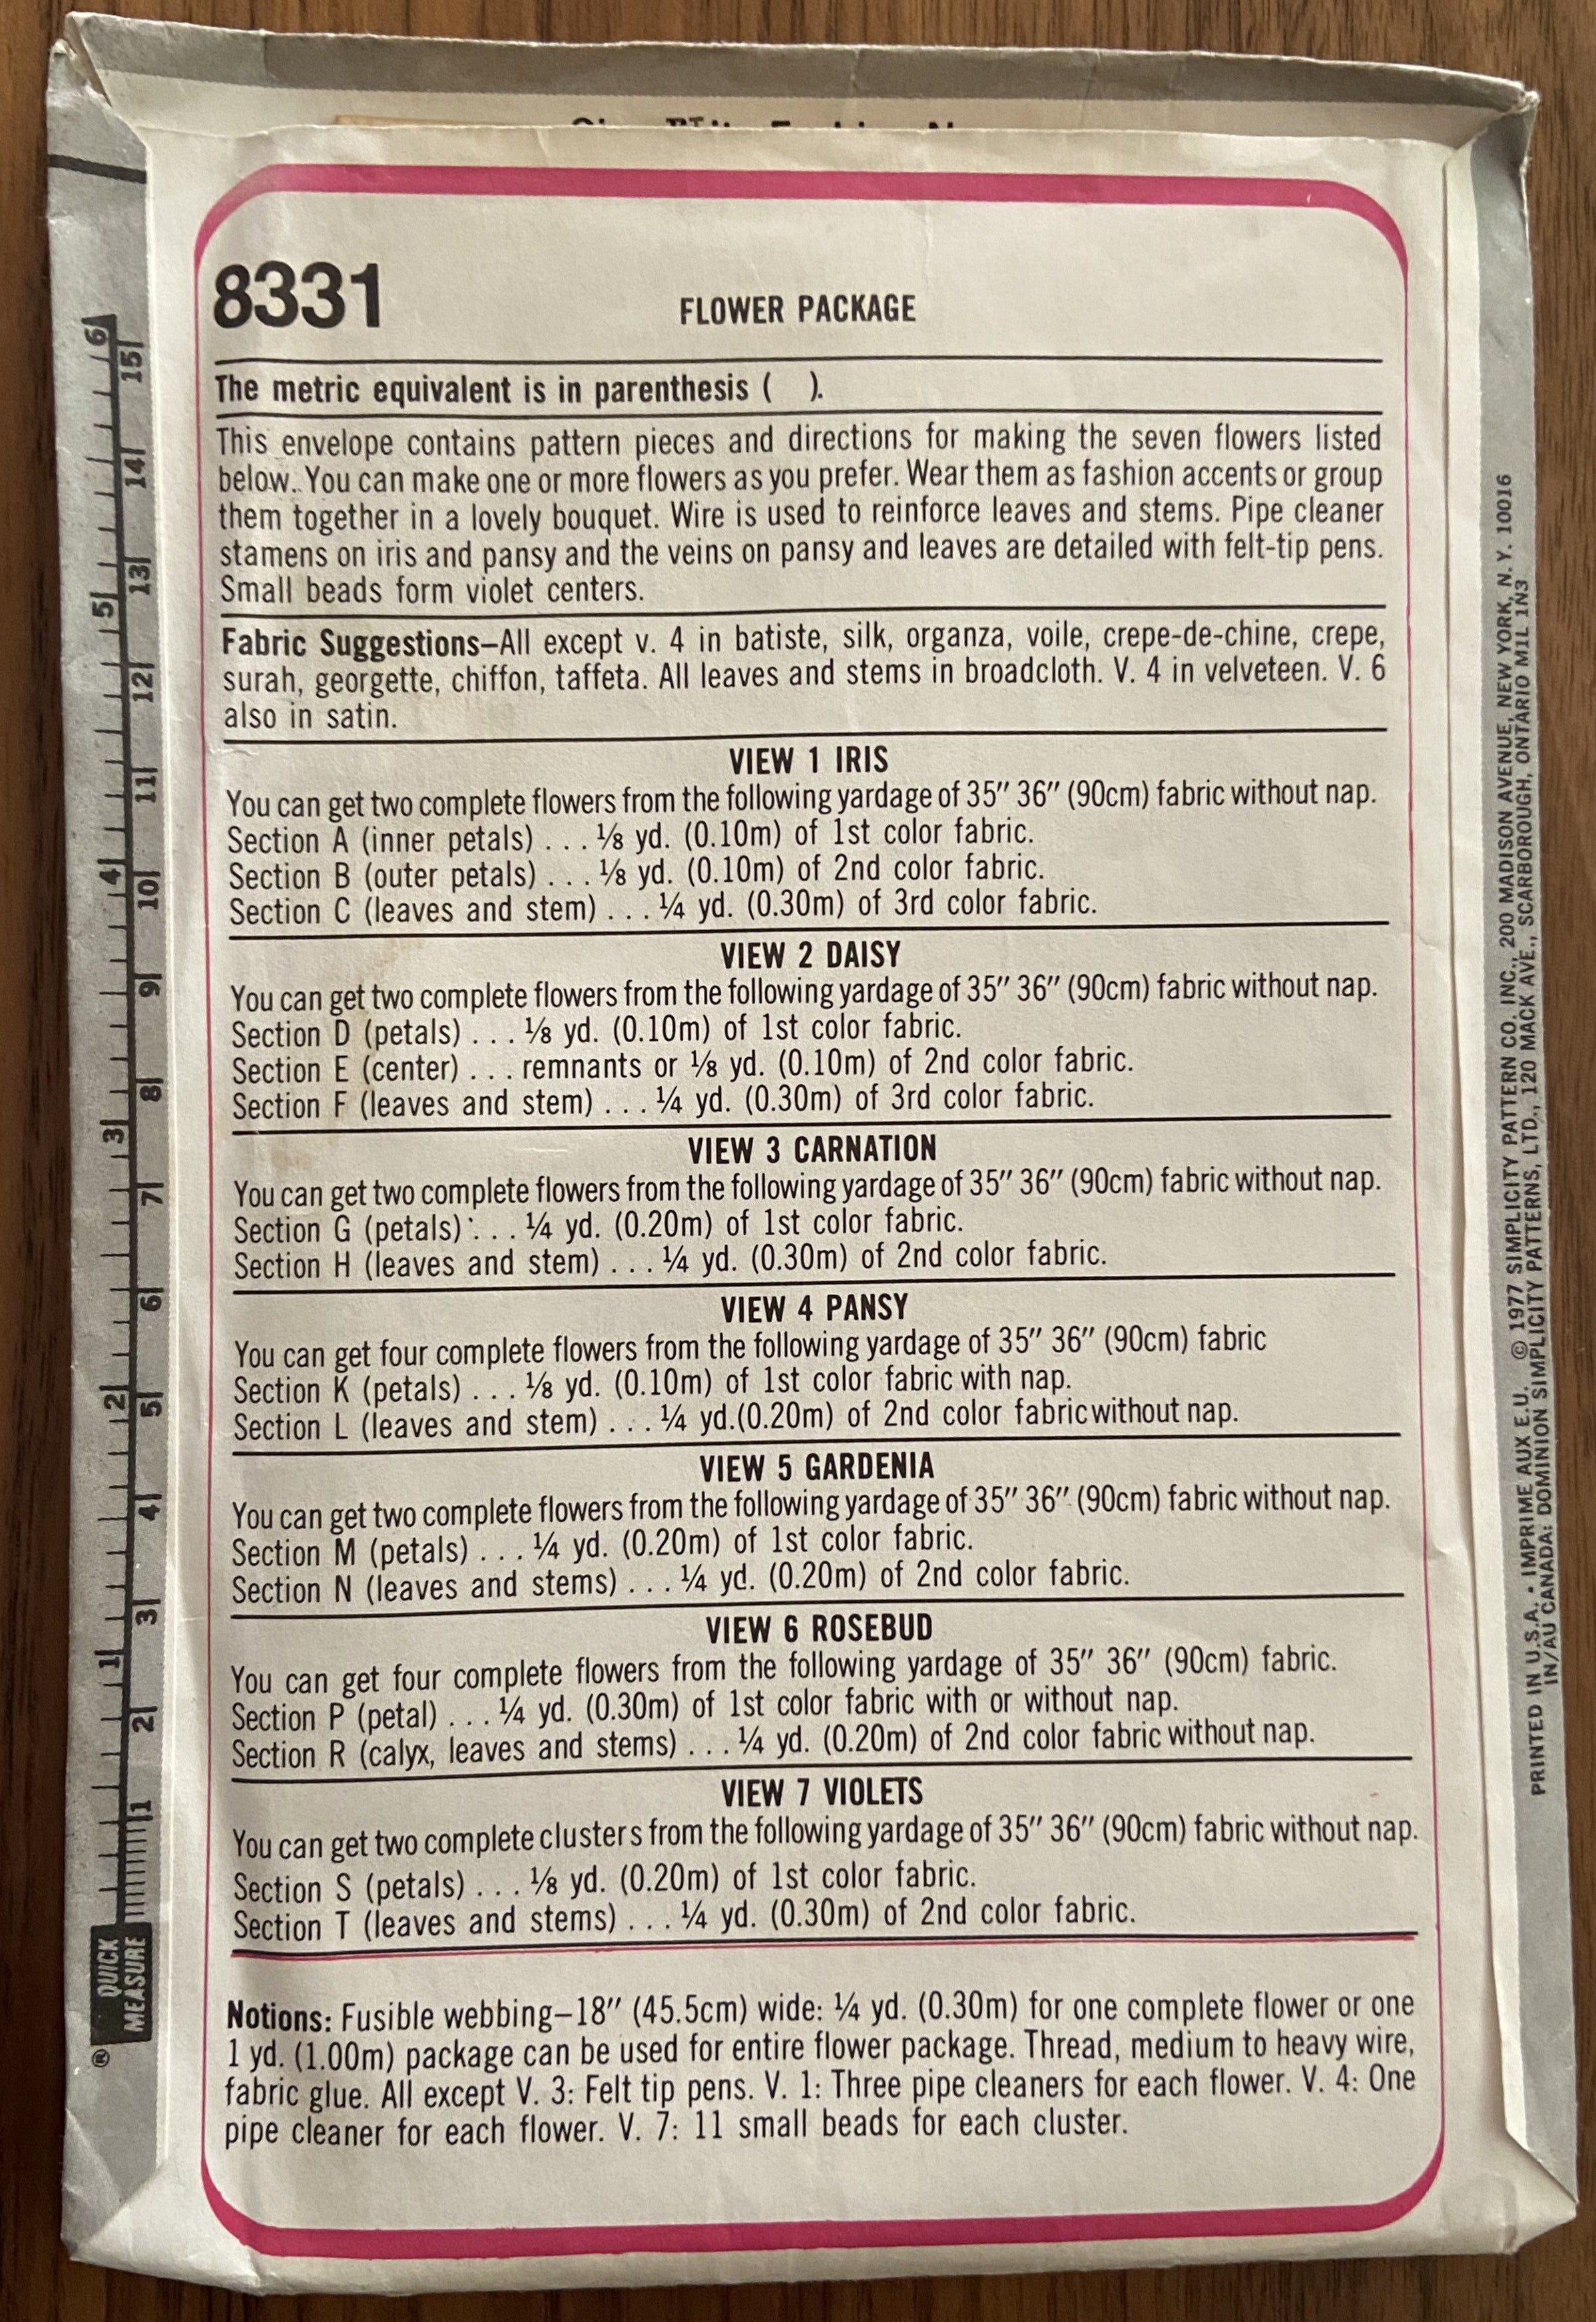 8331
FLOWER PACKAGE
The metric equivalent is in parenthesis (   ).
This envelope contains pattern pieces and directions for making the seven flowers listed
below. You can make one or more flowers as you prefer. Wear them as fashion accents or group
them together in a lovely bouquet. Wire is used to reinforce leaves and stems. Pipe cleaner
stamens on iris and pansy and the veins on pansy and leaves are detailed with felt-tip pens.
Small beads form violet centers.
Fabric Suggestions—All except v. 4 in batiste, silk, organza, voile, crepe-de-chine, crepe,
surah, georgette, chiffon, taffeta. All leaves and stems in broadcloth. V. 4 in velveteen. V. 6
also in satin.
VIEW 1 IRIS
You can get two complete flowers from the following yardage of 35″ 36″ (90cm) fabric without nap.
Section A (inner petals) . . . ⅛ yd. (0.10m) of 1st color fabric.
Section B (outer petals) . . . ⅛ yd. (0.10m) of 2nd color fabric.
Section C (leaves and stem) . . . ¼ yd. (0.30m) of 3rd color fabric.
VIEW 2 DAISY
You can get two complete flowers from the following yardage of 35″ 36″ (90cm) fabric without nap.
Section D (petals) . . . ⅛ yd. (0.10m) of 1st color fabric.
Section E (center) . . . remnants or ⅛ yd. (0.10m) of 2nd color fabric.
Section F (leaves and stem) . . . ¼ yd. (0.30m) of 3rd color fabric.
VIEW 3 CARNATION
You can get two complete flowers from the following yardage of 35″ 36″ (90cm) fabric without nap.
Section G (petals) . . . ¼ yd. (0.20m) of 1st color fabric.
Section H (leaves and stem) . . . ¼ yd. (0.30m) of 2nd color fabric.
VIEW 4 PANSY
You can get four complete flowers from the following yardage of 35″ 36″ (90cm) fabric
Section K (petals) . . . ⅛ yd. (0.10m) of 1st color fabric with nap.
Section L (leaves and stem) . . . ¼ yd.(0.20m) of 2nd color fabric without nap.
VIEW 5 GARDENIA
You can get two complete flowers from the following yardage of 35″ 36″ (90cm) fabric without nap.
Section M (petals) . . . ¼ yd. (0.20m) of 1st color fabric.
Section N (leaves and stems) . . . ¼ yd. (0.20m) of 2nd color fabric.
VIEW 6 ROSEBUD
You can get four complete flowers from the following yardage of 35″ 36″ (90cm) fabric.
Section P (petal) . . . ¼ yd. (0.30m) of 1st color fabric with or without nap.
Section R (calyx, leaves and stems) . . . ¼ yd. (0.20m) of 2nd color fabric without nap.
VIEW 7 VIOLETS
You can get two complete clusters from the following yardage of 35″ 36″ (90cm) fabric without nap.
Section S (petals) . . . ⅛ yd. (0.20m) of 1st color fabric.
Section T (leaves and stems) . . . ¼ yd. (0.30m) of 2nd color fabric.
Notions: Fusible webbing—18″ (45.5cm) wide: ¼ yd. (0.30m) for one complete flower or one
1 yd. (1.00m) package can be used for entire flower package. Thread, medium to heavy wire,
fabric glue. All except V. 3: Felt tip pens. V. 1: Three pipe cleaners for each flower. V. 4: One
pipe cleaner for each flower. V. 7: 11 small beads for each cluster.
QUICK
MEASURE
®
1 2 3 4 5 6
1 2 3 4 5 6 7 8 9 10 11 12 13 14 15
PRINTED IN U.S.A. • IMPRIME AUX E.U. © 1977 SIMPLICITY PATTERN CO. INC., 200 MADISON AVENUE, NEW YORK, N. Y. 10016
IN/AU CANADA: DOMINION SIMPLICITY PATTERNS, LTD., 120 MACK AVE., SCARBOROUGH, ONTARIO M1L 1N3